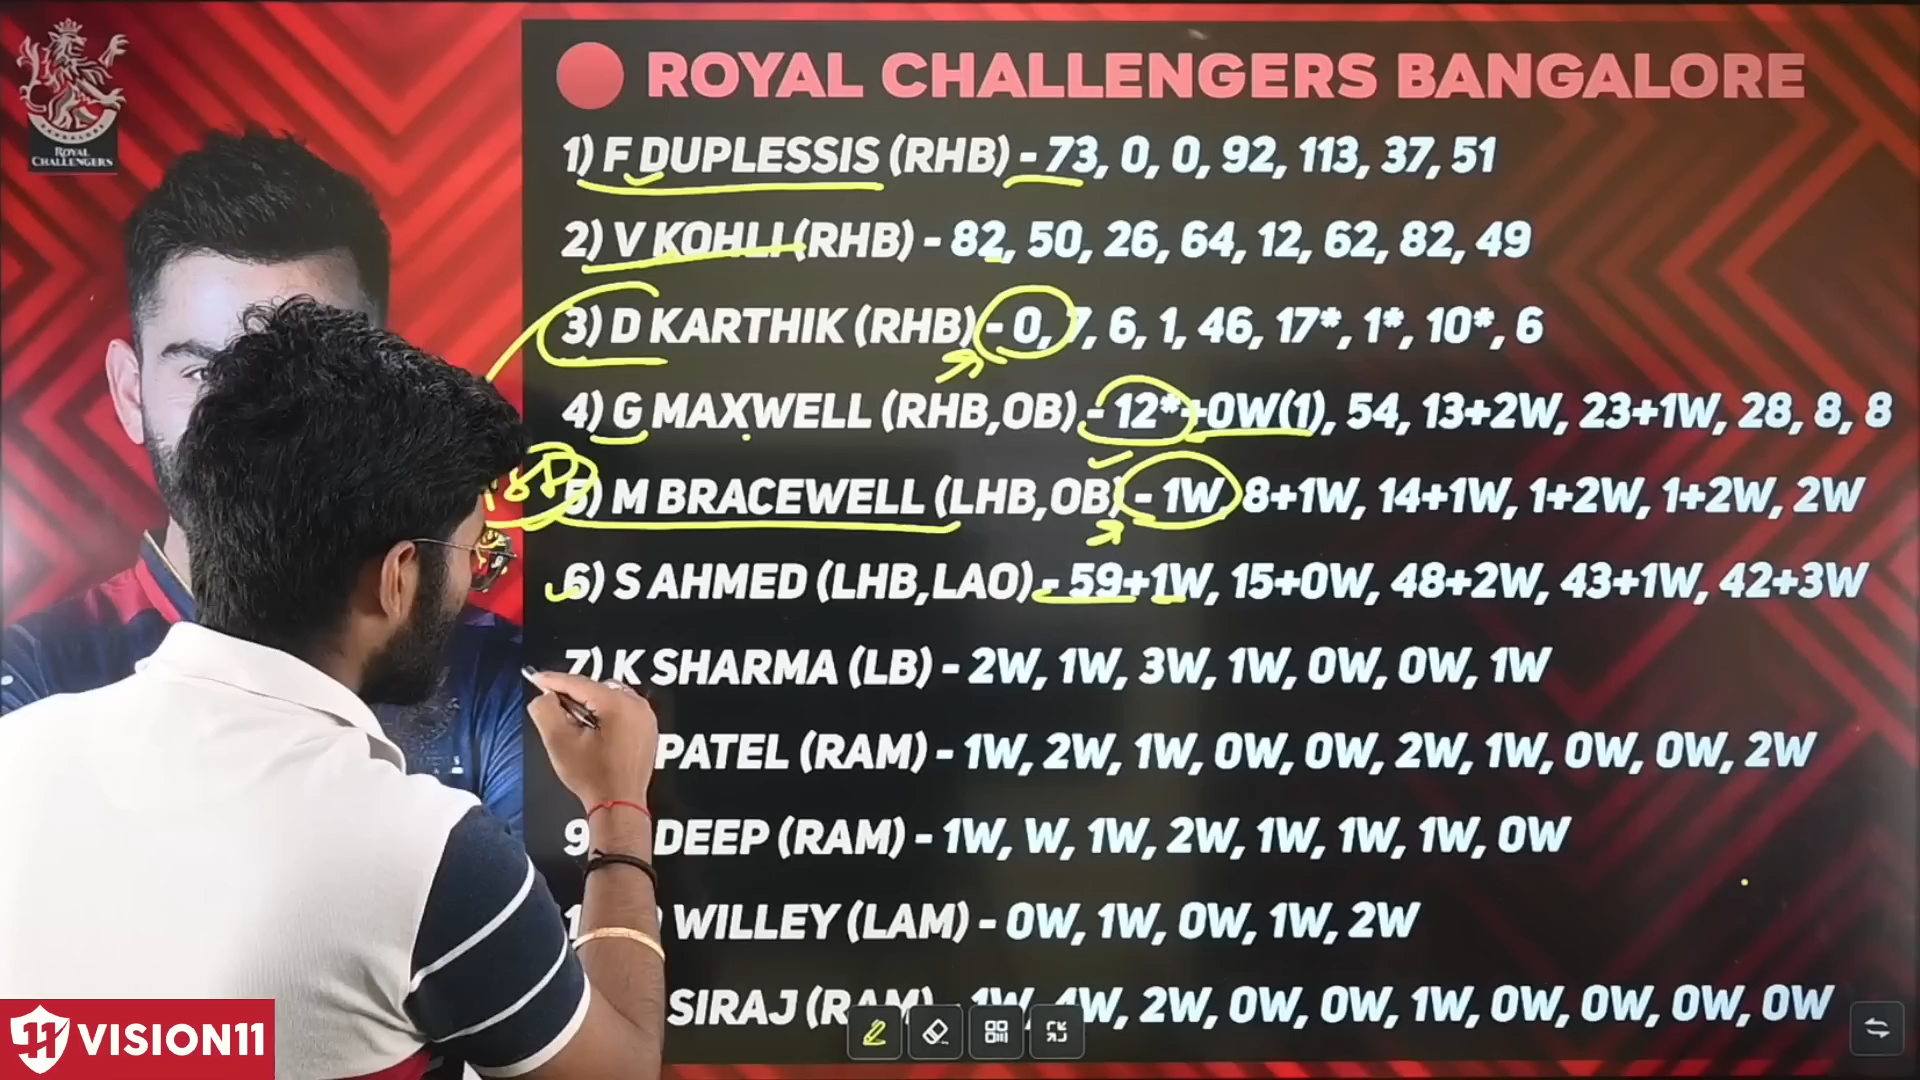 ROYAL
CHALLENGERS
ROYAL CHALLENGERS BANGALORE
1) F DUPLESSIS (RHB) - 73, 0, 0, 92, 113, 37, 51
2) V KOHLI (RHB) - 82, 50, 26, 64, 12, 62, 82, 49
3) D KARTHIK (RHB) - 0, 7, 6, 1, 46, 17*, 1*, 10*, 6
4) G MAXWELL (RHB,OB) - 12*+0W(1), 54, 13+2W, 23+1W, 28, 8, 8
5) M BRACEWELL (LHB,OB) - 1W, 8+1W, 14+1W, 1+2W, 1+2W, 2W
6) S AHMED (LHB,LAO) - 59+1W, 15+0W, 48+2W, 43+1W, 42+3W
7) K SHARMA (LB) - 2W, 1W, 3W, 1W, 0W, 0W, 1W
PATEL (RAM) - 1W, 2W, 1W, 0W, 0W, 2W, 1W, 0W, 0W, 2W
9 DEEP (RAM) - 1W, W, 1W, 2W, 1W, 1W, 1W, 0W
WILLEY (LAM) - 0W, 1W, 0W, 1W, 2W
SIRAJ (RAM) - 1W, 4W, 2W, 0W, 0W, 1W, 0W, 0W, 0W, 0W
11 VISION11